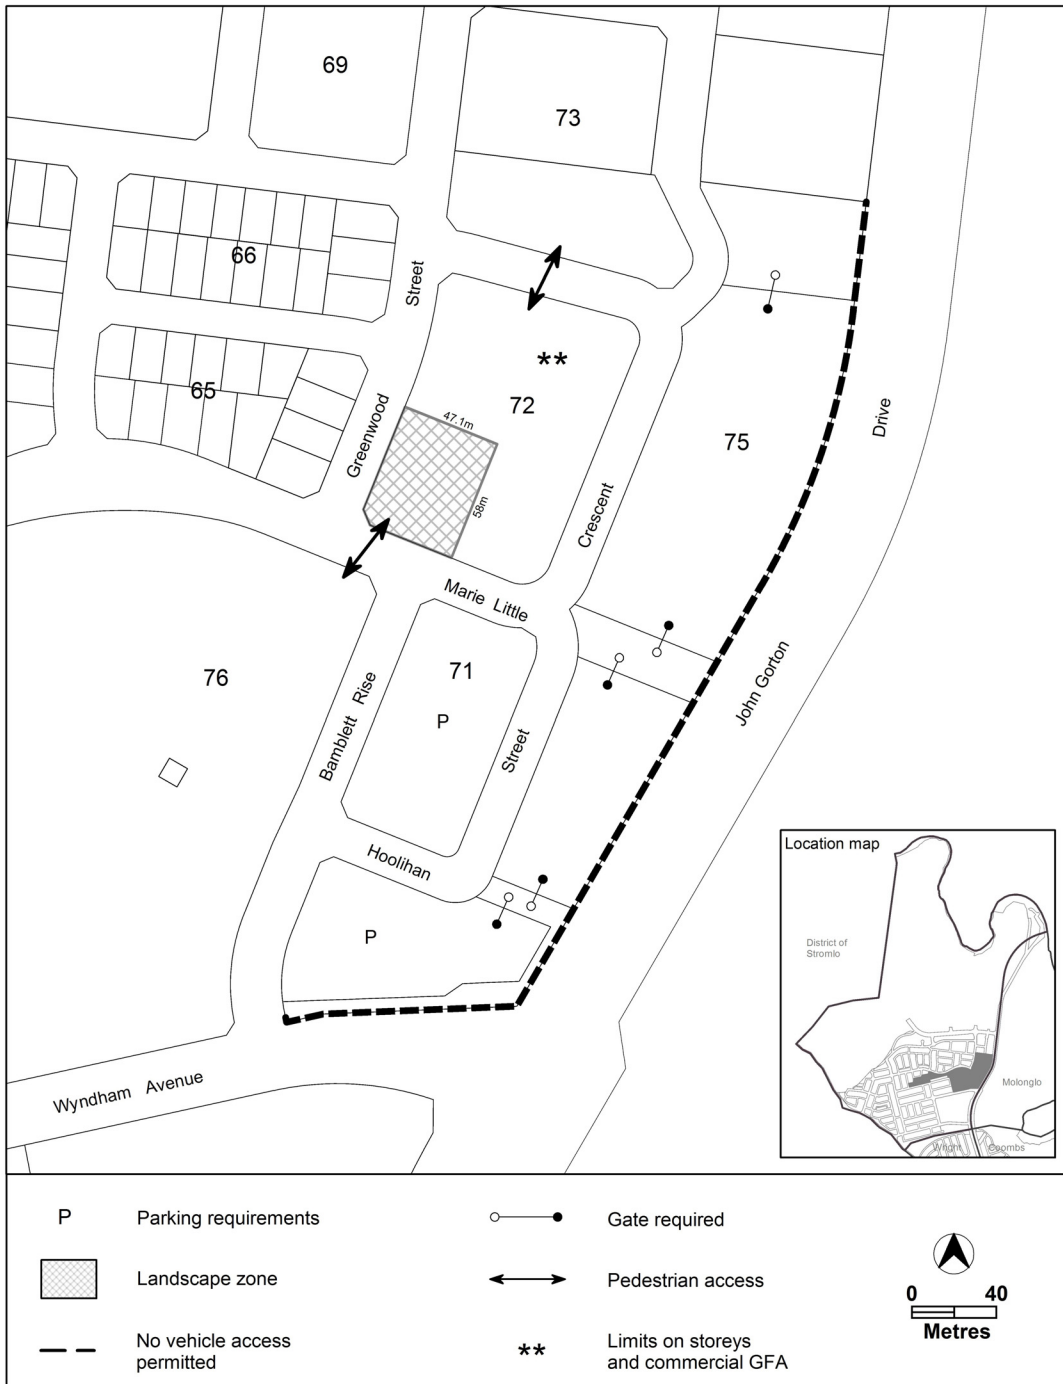 69
73
66
Street
**
47.1m
72
65
Greenwood
58m
75
Drive
Crescent
Marie Little
76
71
P
Bamblett Rise
Street
John Gorton
Hoolihan
P
Wyndham Avenue
Location map
District of
Stromlo
Molonglo
Wright
Coombs
P
Parking requirements
Gate required
Landscape zone
Pedestrian access
No vehicle access
permitted
**
Limits on storeys
and commercial GFA
0 40
Metres